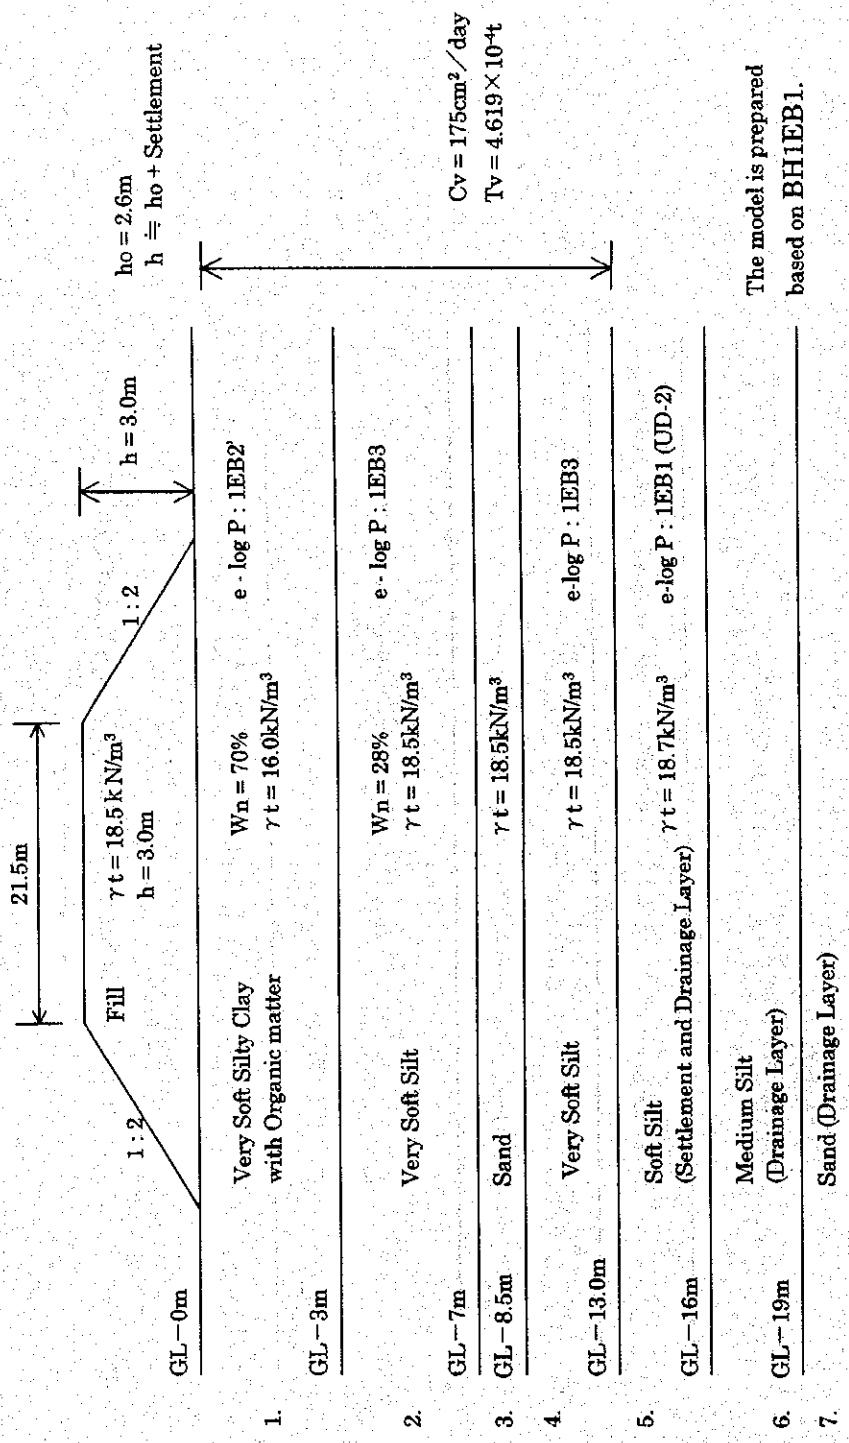 21.5m
1 : 2
Fill
γt = 18.5 kN/m³
h = 3.0m
1 : 2
h = 3.0m
ho = 2.6m
h ≒ ho + Settlement
GL−0m
1.
Very Soft Silty Clay
with Organic matter
Wn = 70%
γt = 16.0kN/m³
e - log P : 1EB2'
GL−3m
2.
Very Soft Silt
Wn = 28%
γt = 18.5kN/m³
e - log P : 1EB3
Cv = 175cm²/day
Tv = 4.619×10⁻⁴t
GL−7m
3.
Sand
γt = 18.5kN/m³
GL−8.5m
4.
Very Soft Silt
γt = 18.5kN/m³
e-log P : 1EB3
GL−13.0m
5.
Soft Silt
(Settlement and Drainage Layer)
γt = 18.7kN/m³
e-log P : 1EB1 (UD-2)
GL−16m
6.
Medium Silt
(Drainage Layer)
The model is prepared
based on BH1EB1.
GL−19m
7.
Sand (Drainage Layer)